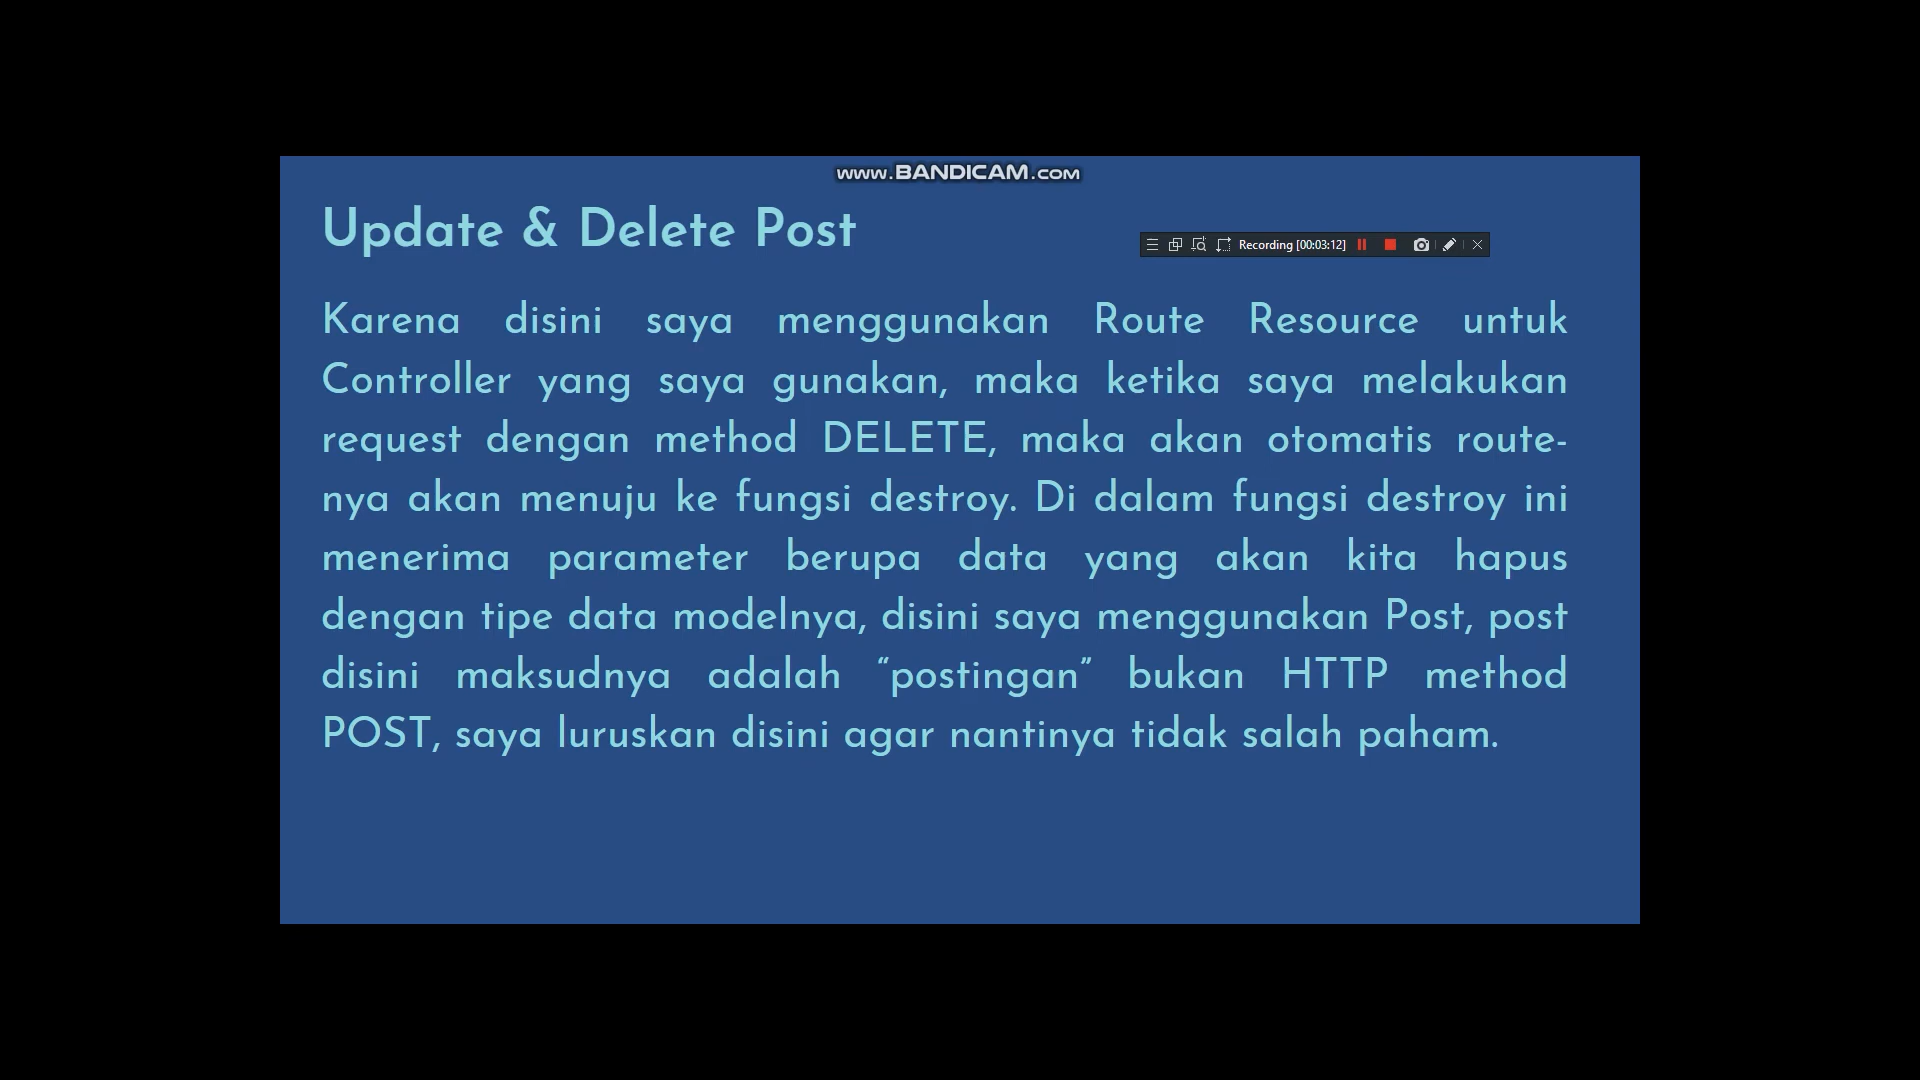 www.BANDICAM.com
Update & Delete Post
Recording [00:03:12]
Karena disini saya menggunakan Route Resource untuk
Controller yang saya gunakan, maka ketika saya melakukan
request dengan method DELETE, maka akan otomatis route-
nya akan menuju ke fungsi destroy. Di dalam fungsi destroy ini
menerima parameter berupa data yang akan kita hapus
dengan tipe data modelnya, disini saya menggunakan Post, post
disini maksudnya adalah “postingan” bukan HTTP method
POST, saya luruskan disini agar nantinya tidak salah paham.